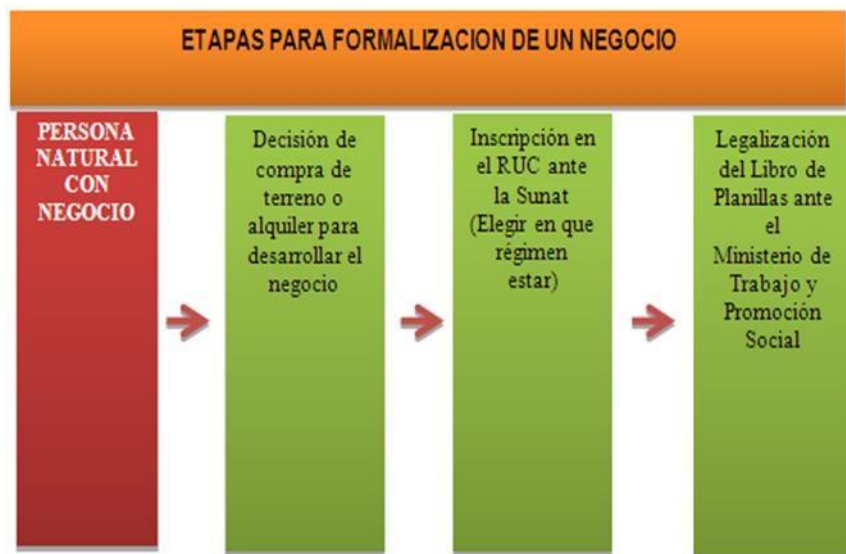 ETAPAS PARA FORMALIZACION DE UN NEGOCIO
PERSONA
NATURAL
CON
NEGOCIO
Decisión de
compra de
terreno o
alquiler para
desarrollar el
negocio
Inscripción en
el RUC ante
la Sunat
(Elegir en que
régimen
estar)
Legalización
del Libro de
Planillas ante
el
Ministerio de
Trabajo y
Promoción
Social